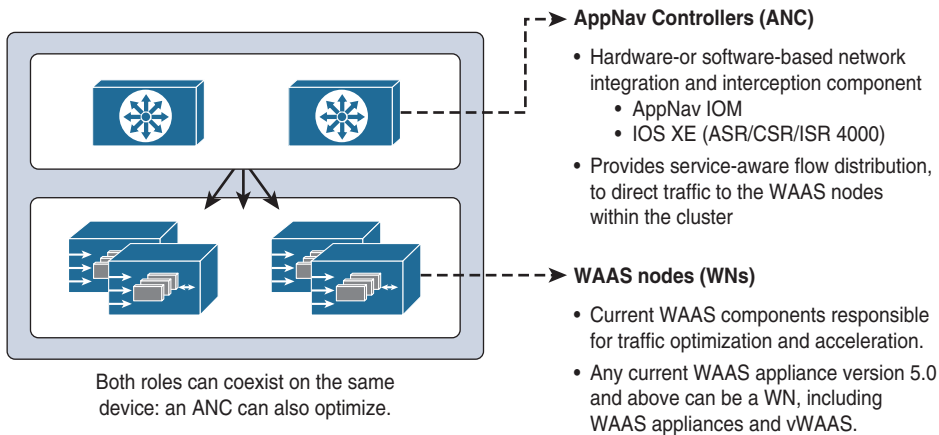 AppNav Controllers (ANC)
• Hardware-or software-based network
integration and interception component
• AppNav IOM
• IOS XE (ASR/CSR/ISR 4000)
• Provides service-aware flow distribution,
to direct traffic to the WAAS nodes
within the cluster
WAAS nodes (WNs)
• Current WAAS components responsible
for traffic optimization and acceleration.
• Any current WAAS appliance version 5.0
and above can be a WN, including
WAAS appliances and vWAAS.
Both roles can coexist on the same
device: an ANC can also optimize.